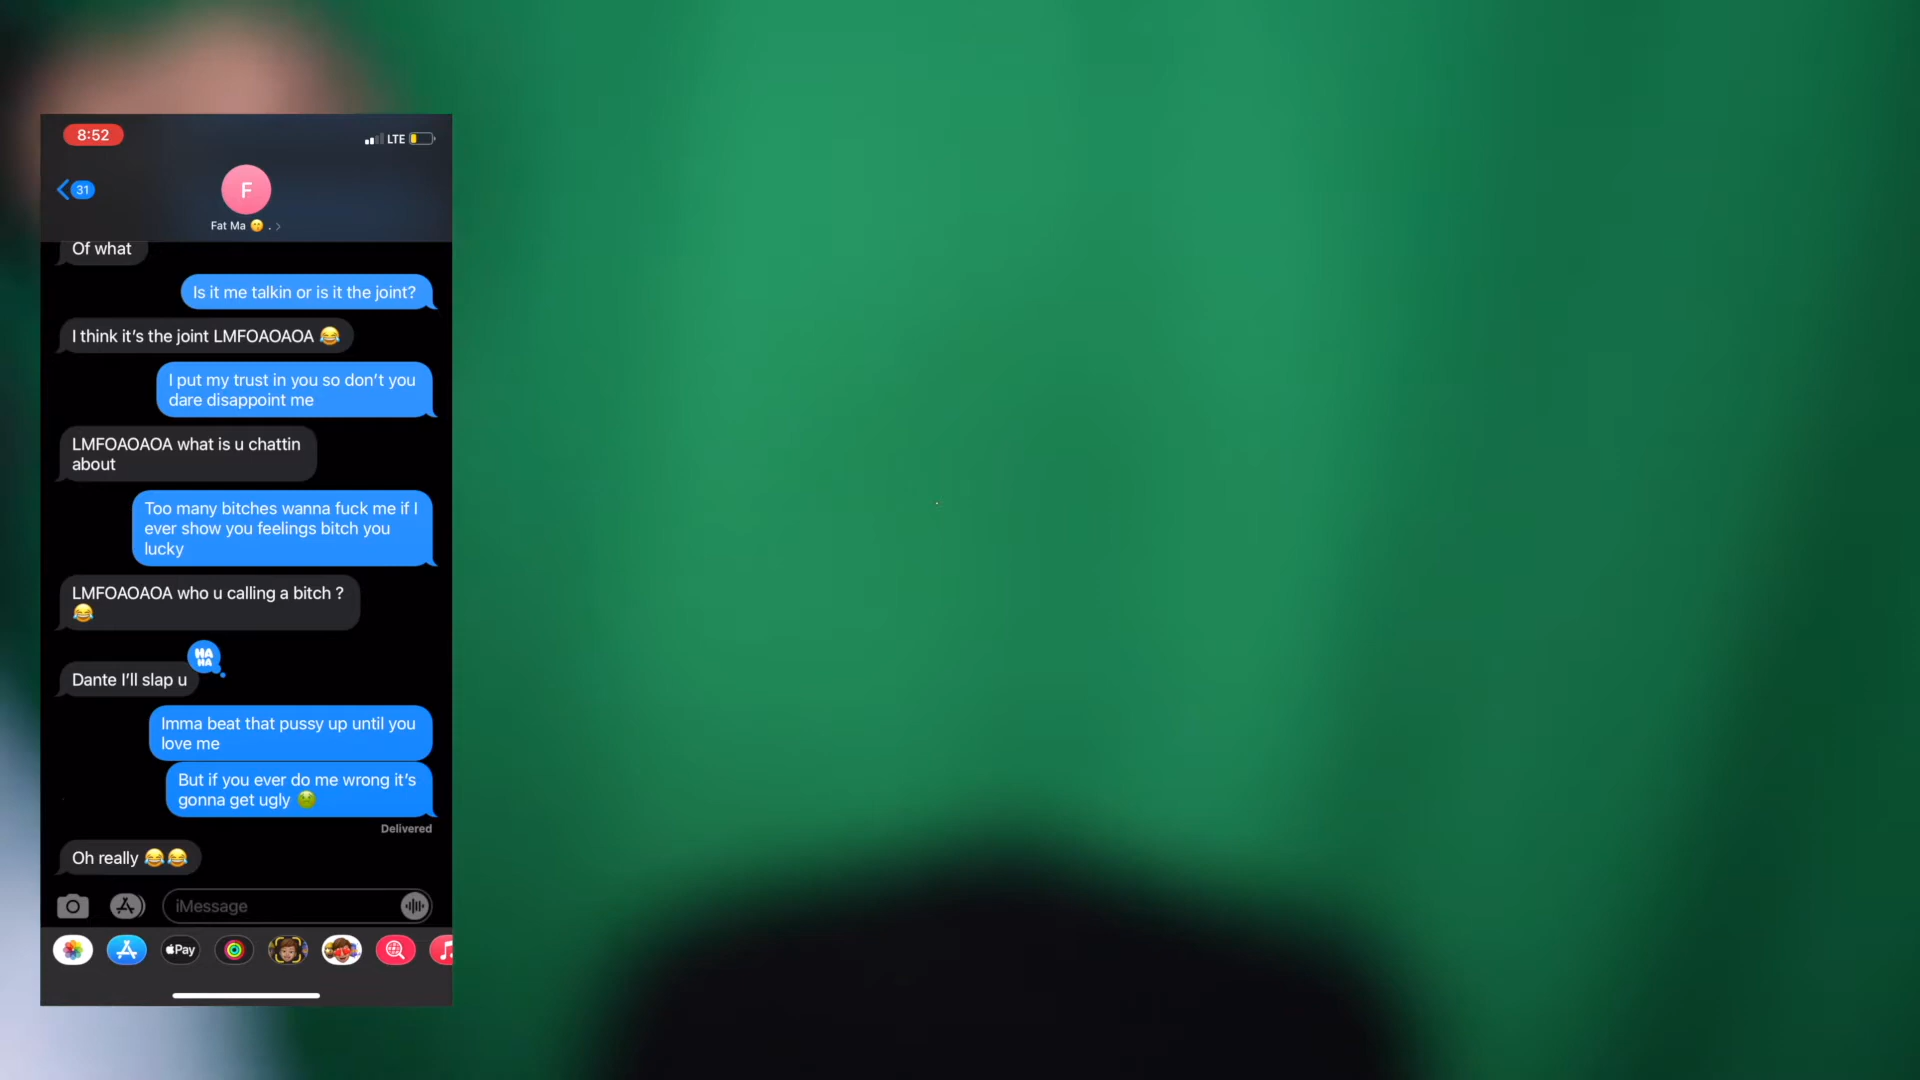 8:52
LTE
31
F
Fat Ma 😙 . >
Of what
Is it me talkin or is it the joint?
I think it's the joint LMFOAOAOA 😂
I put my trust in you so don't you
dare disappoint me
LMFOAOAOA what is u chattin
about
Too many bitches wanna fuck me if I
ever show you feelings bitch you
lucky
LMFOAOAOA who u calling a bitch ?
😂
HA
HA
Dante I'll slap u
Imma beat that pussy up until you
love me
But if you ever do me wrong it's
gonna get ugly 🤢
Delivered
Oh really 😂😂
iMessage
Pay